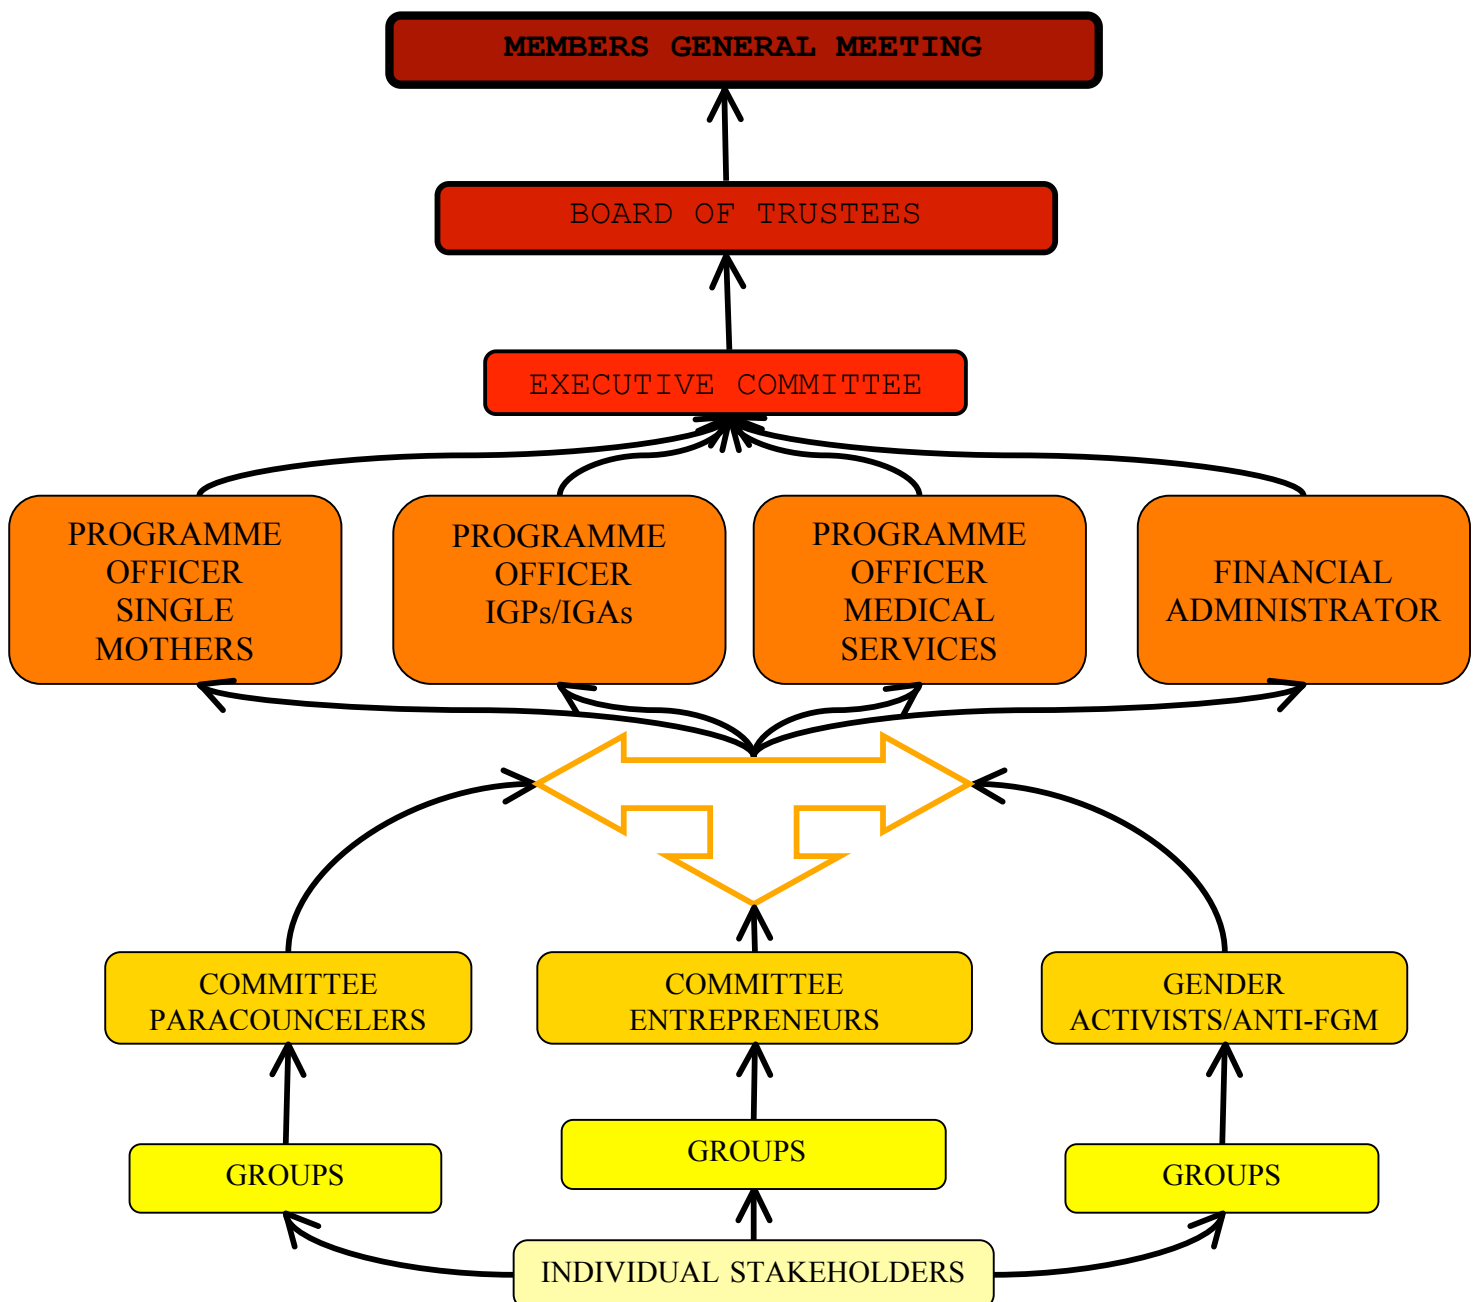 MEMBERS GENERAL MEETING
BOARD OF TRUSTEES
EXECUTIVE COMMITTEE
PROGRAMME
OFFICER
SINGLE
MOTHERS
PROGRAMME
OFFICER
IGPs/IGAs
PROGRAMME
OFFICER
MEDICAL
SERVICES
FINANCIAL
ADMINISTRATOR
COMMITTEE
PARACOUNCELERS
COMMITTEE
ENTREPRENEURS
GENDER
ACTIVISTS/ANTI-FGM
GROUPS
GROUPS
GROUPS
INDIVIDUAL STAKEHOLDERS